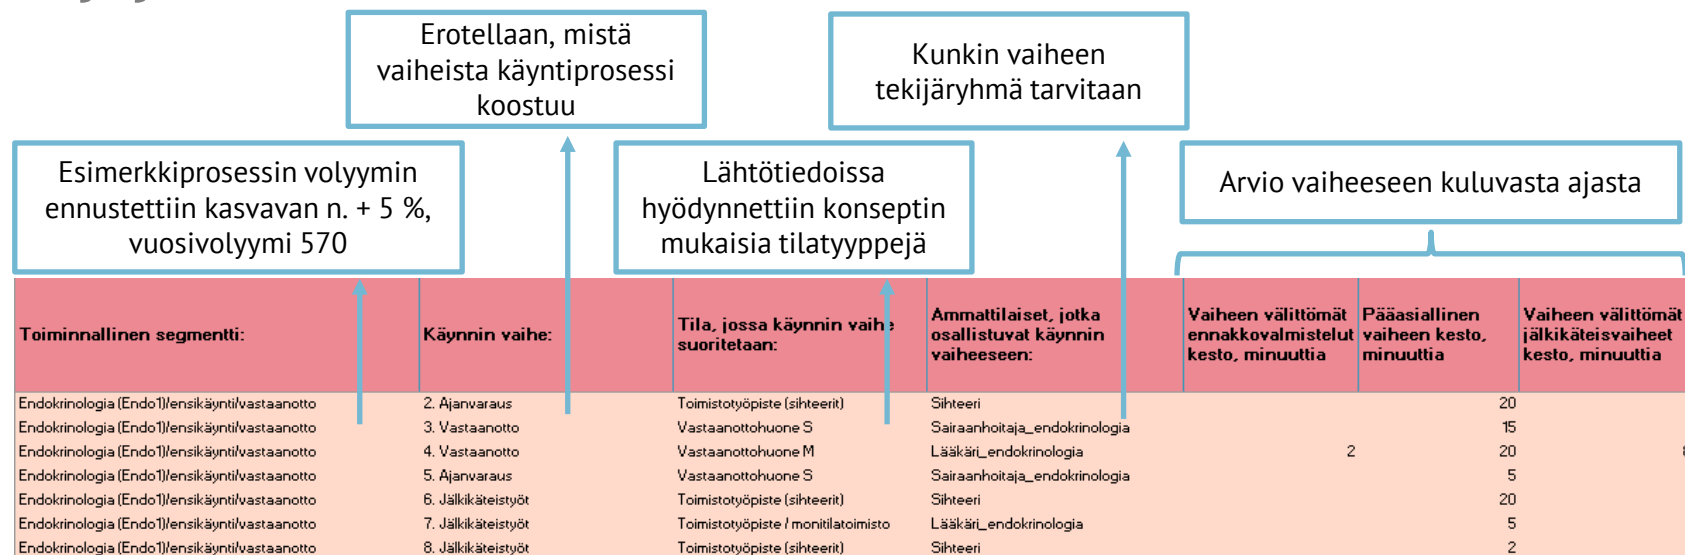 Erotellaan, mistä
vaiheista käyntiprosessi
koostuu
Kunkin vaiheen
tekijäryhmä tarvitaan
Esimerkkiprosessin volyymin
ennustettiin kasvavan n. + 5 %,
vuosivolyymi 570
Lähtötiedoissa
hyödynnettiin konseptin
mukaisia tilatyyppejä
Arvio vaiheeseen kuluvasta ajasta
Toiminnallinen segmentti:
Käynnin vaihe:
Tila, jossa käynnin vaihe
suoritetaan:
Ammattilaiset, jotka
osallistuvat käynnin
vaiheeseen:
Vaiheen välittömät
ennakkovalmistelut
kesto, minuuttia
Pääasiallinen
vaiheen kesto,
minuuttia
Vaiheen välittömät
jälkikäteisvaiheet
kesto, minuuttia
Endokrinologia (Endo1)/ensikäynti/vastaanotto 2. Ajanvaraus Toimistotyöpiste (sihteerit) Sihteeri 20
Endokrinologia (Endo1)/ensikäynti/vastaanotto 3. Vastaanotto Vastaanottohuone S Sairaanhoitaja_endokrinologia 15
Endokrinologia (Endo1)/ensikäynti/vastaanotto 4. Vastaanotto Vastaanottohuone M Lääkäri_endokrinologia 2 20
Endokrinologia (Endo1)/ensikäynti/vastaanotto 5. Ajanvaraus Vastaanottohuone S Sairaanhoitaja_endokrinologia 5
Endokrinologia (Endo1)/ensikäynti/vastaanotto 6. Jälkikäteistyöt Toimistotyöpiste (sihteerit) Sihteeri 20
Endokrinologia (Endo1)/ensikäynti/vastaanotto 7. Jälkikäteistyöt Toimistotyöpiste / monitilatoimisto Lääkäri_endokrinologia 5
Endokrinologia (Endo1)/ensikäynti/vastaanotto 8. Jälkikäteistyöt Toimistotyöpiste (sihteerit) Sihteeri 2